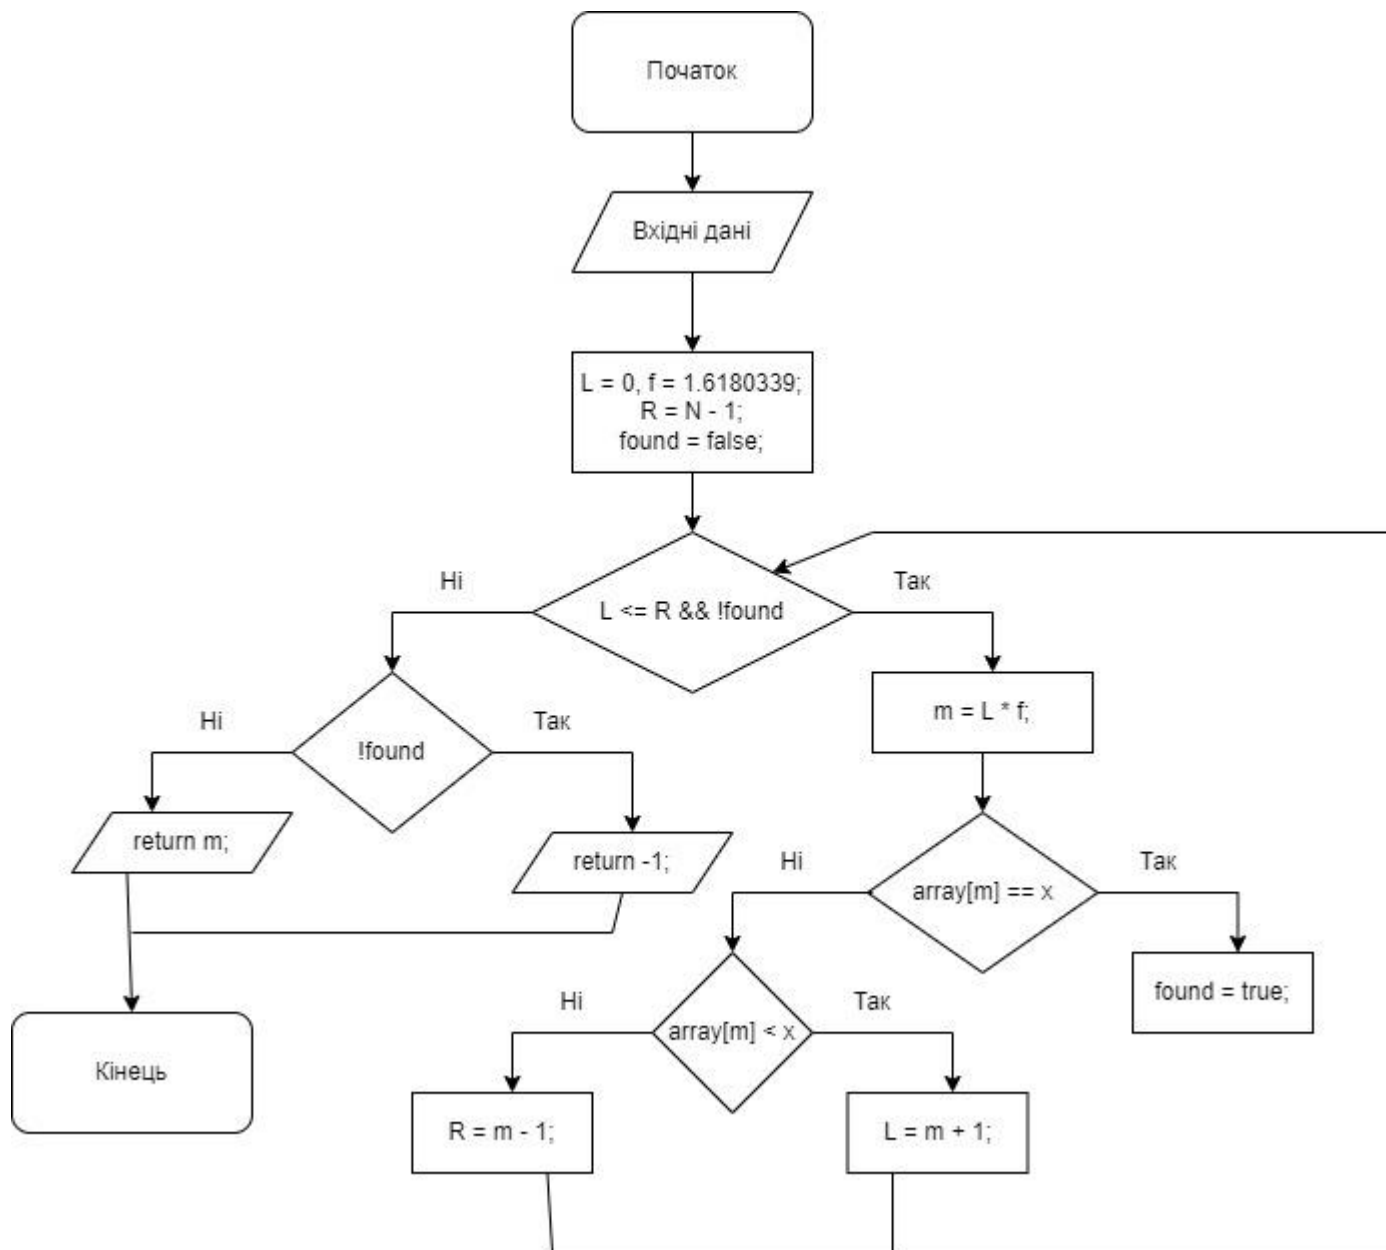 Початок
Вхідні дані
L = 0, f = 1.6180339;
R = N - 1;
found = false;
Ні
L <= R && !found
Так
Ні
!found
Так
m = L * f;
return m;
return -1;
Ні
array[m] == x
Так
found = true;
Ні
array[m] < x
Так
Кінець
R = m - 1;
L = m + 1;